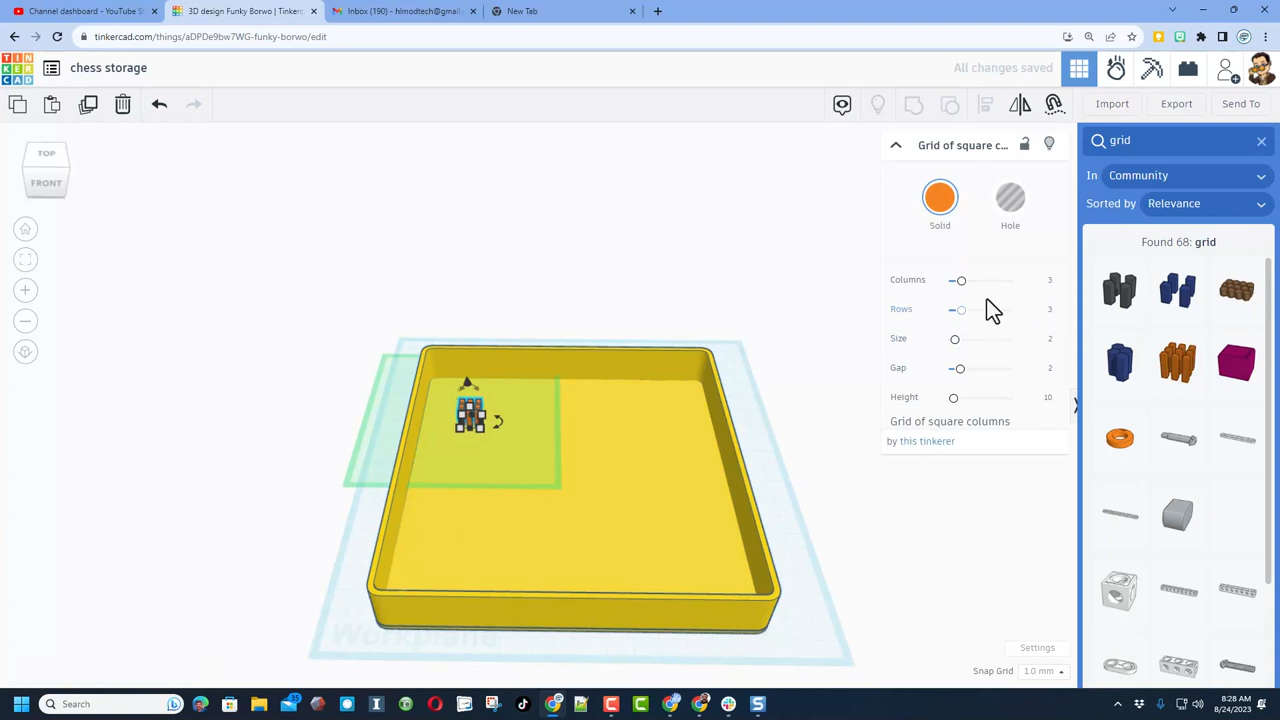 Channel dashboard - YouTube St
3D design Funky Borwo | Tinkerc
Inbox (190) - hlmodtech@gmail.
New Tab
tinkercad.com/things/aDPDe9bw7WG-funky-borwo/edit
TIN
KER
CAD
chess storage
All changes saved
Import
Export
Send To
TOP
FRONT
Grid of square c...
Solid
Hole
Columns 3
Rows 3
Size 2
Gap 2
Height 10
Grid of square columns
by this tinkerer
grid
In Community
Sorted by Relevance
Found 68: grid
Workplane
Settings
Snap Grid 1.0 mm
Search
8:28 AM
8/24/2023